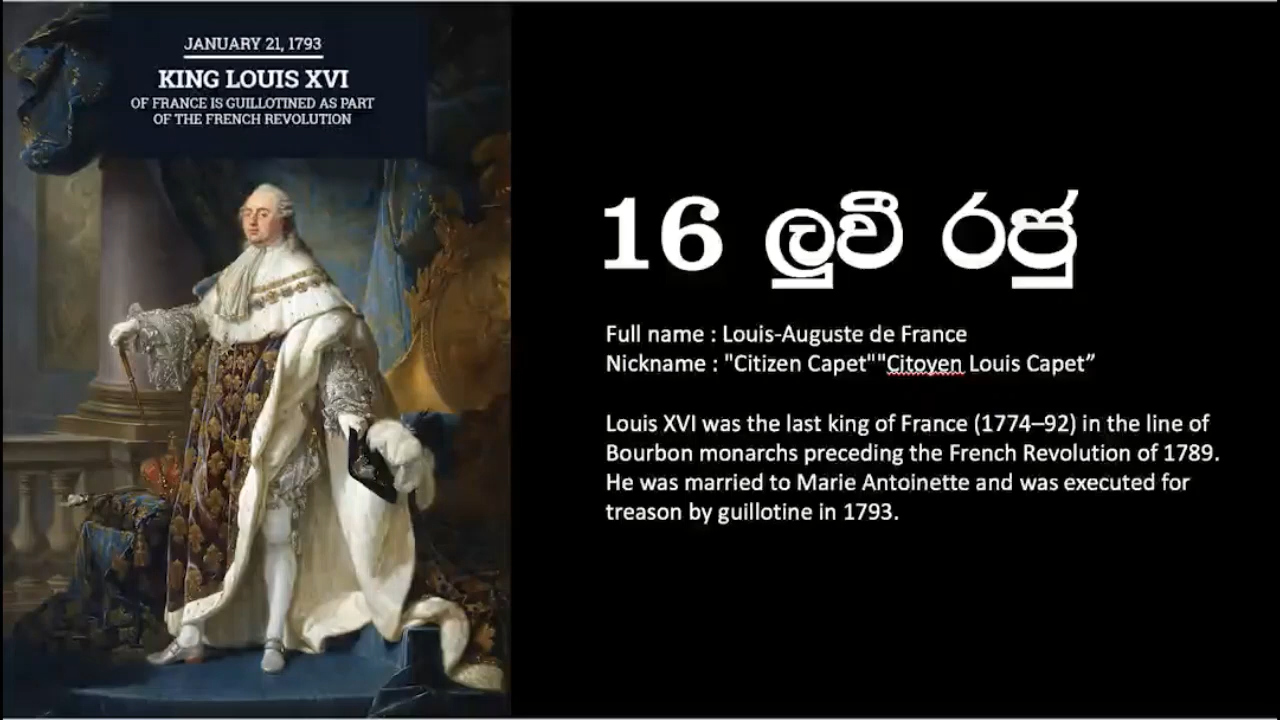 JANUARY 21, 1793
KING LOUIS XVI
OF FRANCE IS GUILLOTINED AS PART
OF THE FRENCH REVOLUTION
16 ලුවී රජු
Full name : Louis-Auguste de France
Nickname : "Citizen Capet""Citoyen Louis Capet”
Louis XVI was the last king of France (1774–92) in the line of
Bourbon monarchs preceding the French Revolution of 1789.
He was married to Marie Antoinette and was executed for
treason by guillotine in 1793.